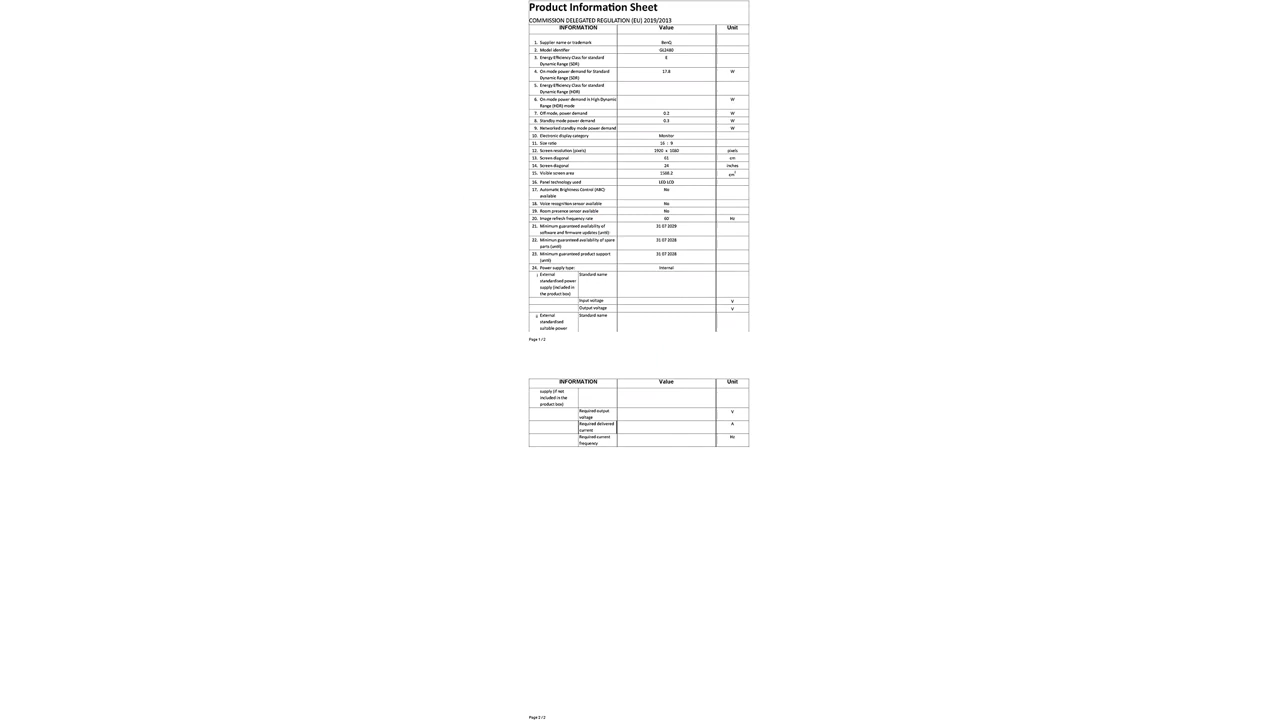 Product Information Sheet
COMMISSION DELEGATED REGULATION (EU) 2019/2013
INFORMATION Value Unit
1. Supplier name or trademark BenQ
2. Model identifier GL2480
3. Energy Efficiency Class for standard
Dynamic Range (SDR)
4. On mode power demand for Standard 17.8 W
Dynamic Range (SDR)
5. Energy Efficiency Class for standard
Dynamic Range (HDR)
6. On mode power demand in High Dynamic W
Range (HDR) mode
7. Off mode, power demand 0.2 W
8. Standby mode power demand 0.3 W
9. Networked standby mode power demand W
10. Electronic display category Monitor
11. Size ratio 16 : 9
12. Screen resolution (pixels) 1920 x 1080 pixels
13. Screen diagonal 61 cm
14. Screen diagonal 24 inches
15. Visible screen area 1568.2 cm²
16. Panel technology used LED LCD
17. Automatic Brightness Control (ABC) No
available
18. Voice recognition sensor available No
19. Room presence sensor available No
20. Image refresh frequency rate 60 Hz
21. Minimum guaranteed availability of 31 07 2029
software and firmware updates (until):
22. Minimun guaranteed availability of spare 31 07 2028
parts (until)
23. Minimum guaranteed product support 31 07 2028
(until)
24. Power supply type: Internal
i External Standard name
standardised power
supply (included in
the product box)
Input voltage V
Output voltage V
ii External Standard name
standardised
suitable power
Page 1 / 2
INFORMATION Value Unit
supply (if not
included in the
product box)
Required output V
voltage
Required delivered A
current
Required current Hz
frequency
Page 2 / 2